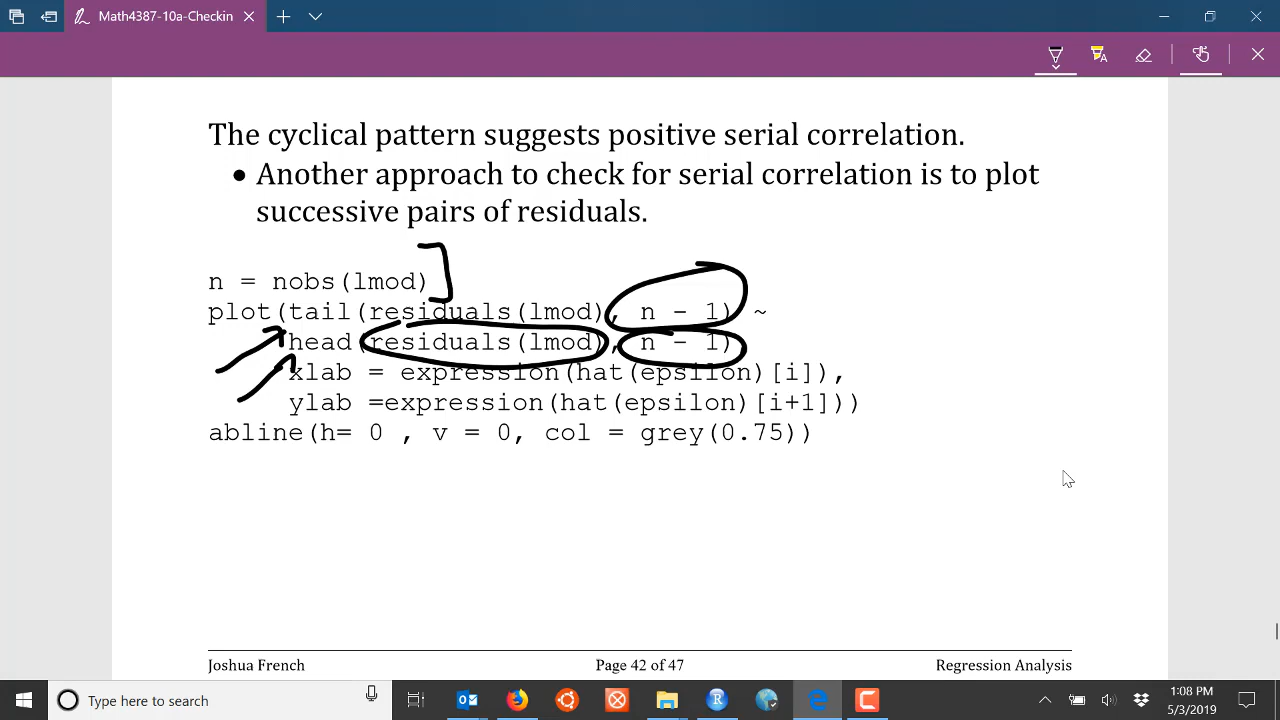 Math4387-10a-Checkin
The cyclical pattern suggests positive serial correlation.
• Another approach to check for serial correlation is to plot
successive pairs of residuals.
n = nobs(lmod)
plot(tail(residuals(lmod), n - 1) ~
head(residuals(lmod), n - 1)
xlab = expression(hat(epsilon)[i]),
ylab =expression(hat(epsilon)[i+1]))
abline(h= 0 , v = 0, col = grey(0.75))
Joshua French Page 42 of 47 Regression Analysis
Type here to search
1:08 PM
5/3/2019